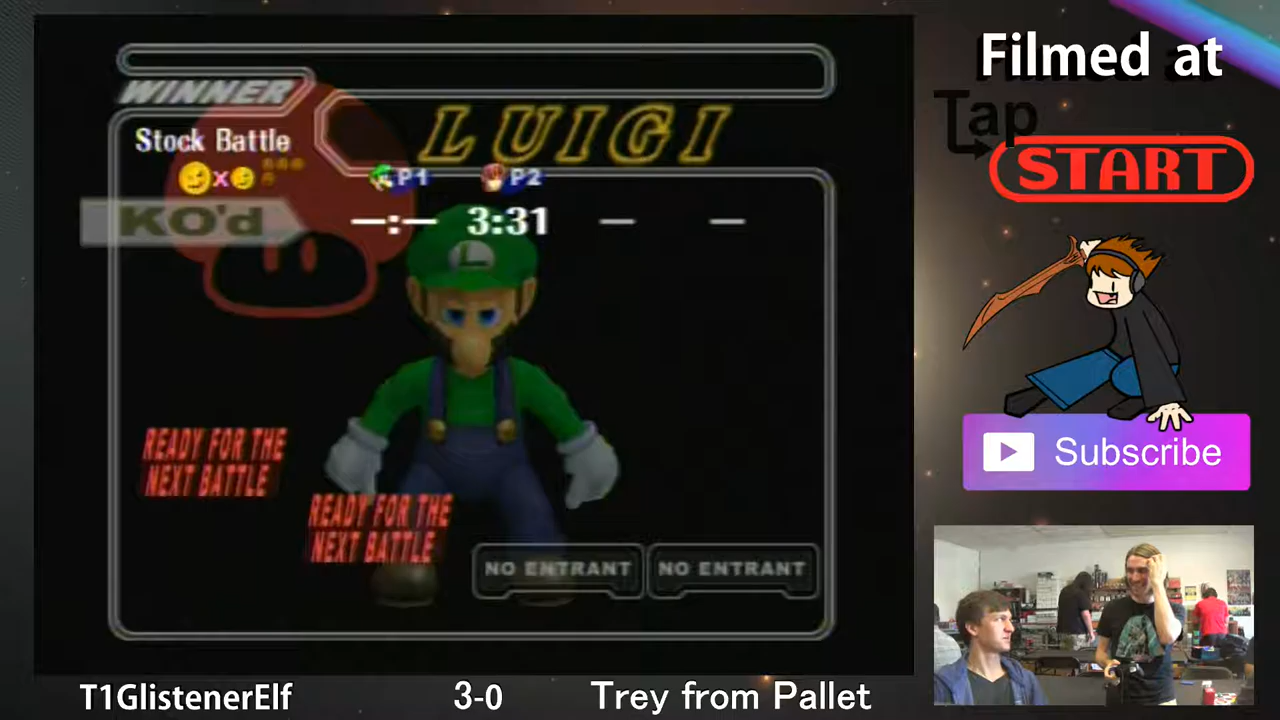 Filmed at
Tap
START
WINNER
LUIGI
Stock Battle
x
P1 P2
KO'd
–:– 3:31 – –
L
READY FOR THE
NEXT BATTLE
READY FOR THE
NEXT BATTLE
NO ENTRANT NO ENTRANT
Subscribe
T1GlistenerElf 3-0 Trey from Pallet